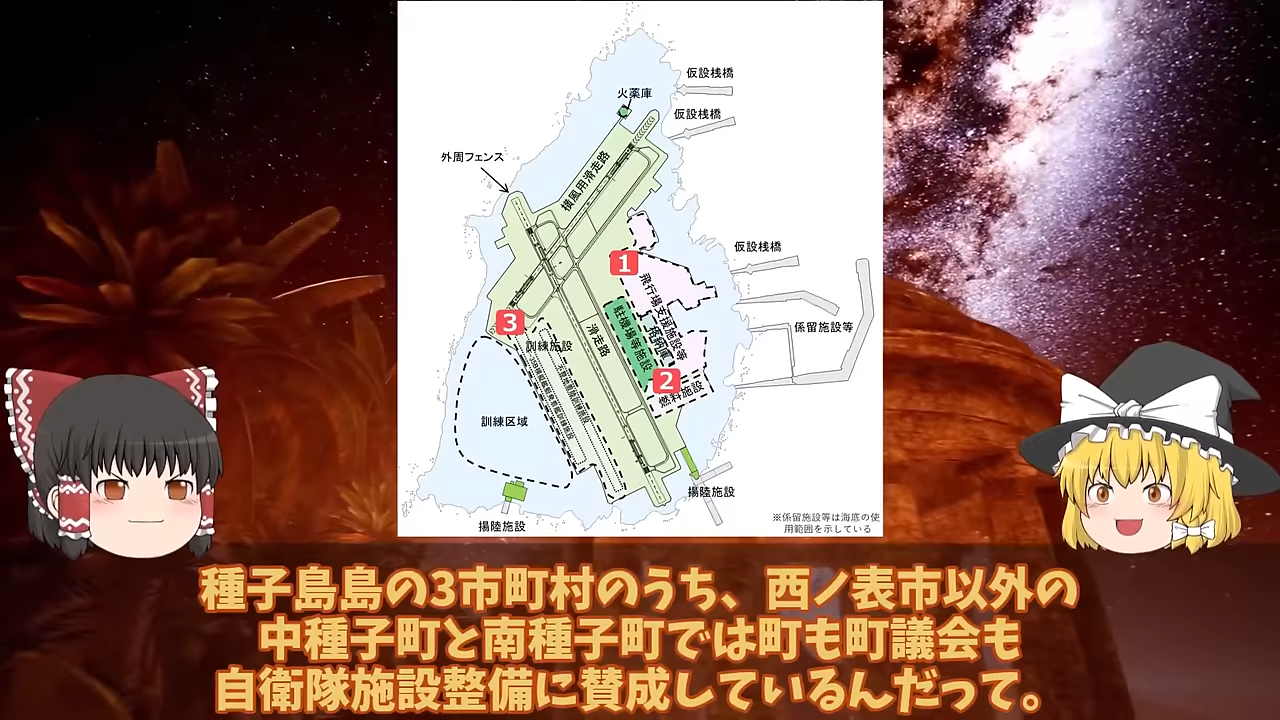 仮設桟橋
火薬庫
仮設桟橋
外周フェンス
横風用滑走路
仮設桟橋
1
飛行場支援施設等
駐機場等施設
格納庫
3
滑走路
係留施設等
訓練施設
2
燃料施設
訓練区域
揚陸施設
揚陸施設
※係留施設等は海底の使
用範囲を示している
種子島島の3市町村のうち、西ノ表市以外の
中種子町と南種子町では町も町議会も
自衛隊施設整備に賛成しているんだって。